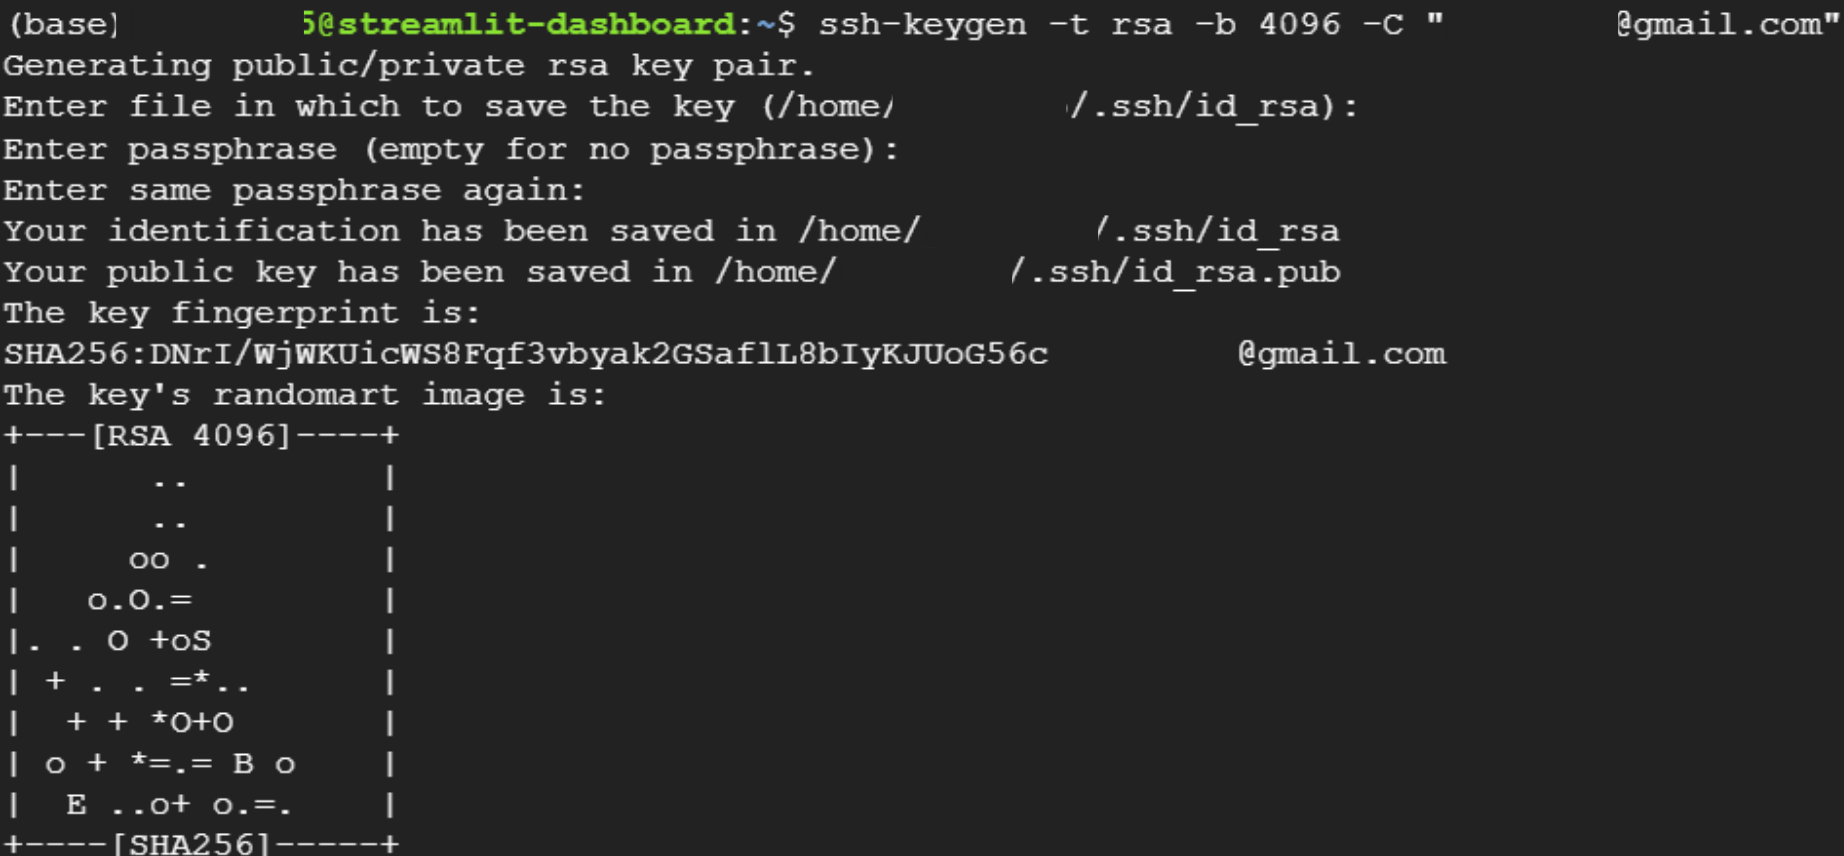 (base) 5@streamlit-dashboard:~$ ssh-keygen -t rsa -b 4096 -C " @gmail.com"
Generating public/private rsa key pair.
Enter file in which to save the key (/home/ /.ssh/id_rsa):
Enter passphrase (empty for no passphrase):
Enter same passphrase again:
Your identification has been saved in /home/ /.ssh/id_rsa
Your public key has been saved in /home/ /.ssh/id_rsa.pub
The key fingerprint is:
SHA256:DNrI/WjWKUicWS8Fqf3vbyak2GSaflL8bIyKJUoG56c @gmail.com
The key's randomart image is:
+---[RSA 4096]----+
|       ..        |
|       ..        |
|     oo .        |
|   o.O.=         |
|. . O +oS        |
| + . . =*..      |
|  + + *O+O       |
| o + *=.= B o    |
|  E ..o+ o.=.    |
+----[SHA256]-----+